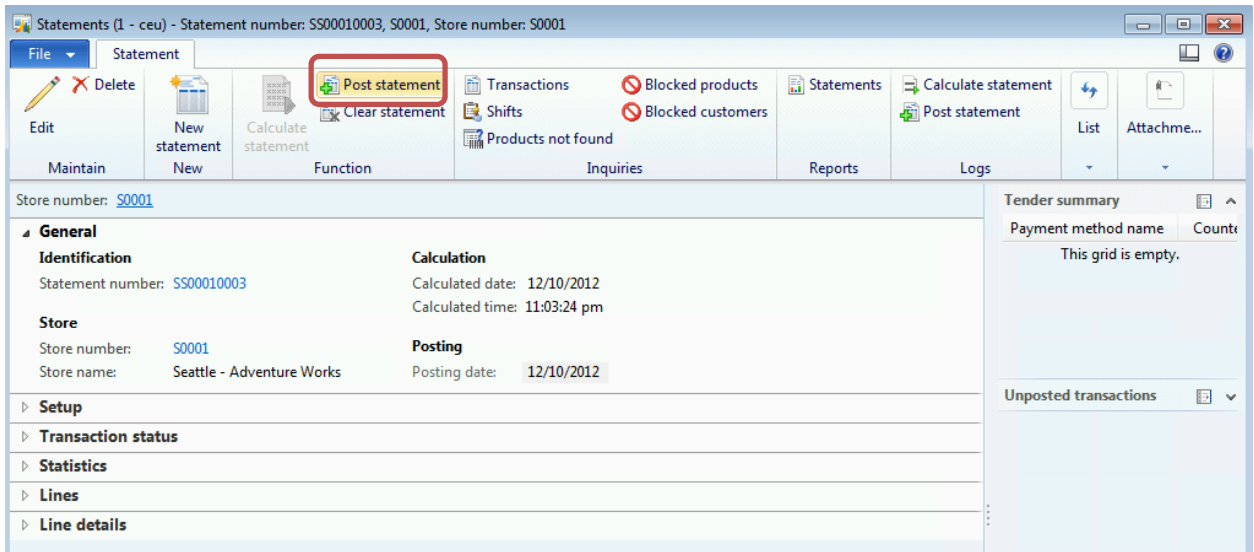 Statements (1 - ceu) - Statement number: SS00010003, S0001, Store number: S0001
File Statement
Edit
Delete
Maintain
New statement
New
Calculate statement
Post statement
Clear statement
Function
Transactions
Shifts
Products not found
Blocked products
Blocked customers
Inquiries
Statements
Reports
Calculate statement
Post statement
Logs
List
Attachme...
Store number: S0001
General
Identification
Statement number: SS00010003
Store
Store number: S0001
Store name: Seattle - Adventure Works
Calculation
Calculated date: 12/10/2012
Calculated time: 11:03:24 pm
Posting
Posting date: 12/10/2012
Setup
Transaction status
Statistics
Lines
Line details
Tender summary
Payment method name Counte
This grid is empty.
Unposted transactions